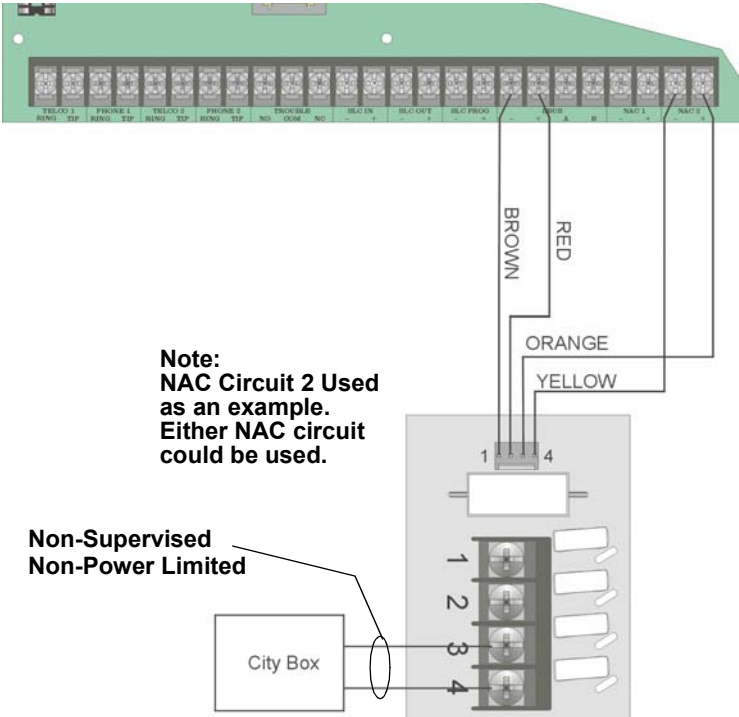 TELCO 1 PHONE 1 TELCO 2 PHONE 2 TROUBLE SLC IN SLC OUT SLC PROG SBUS NAC 1 NAC 2
RING TIP RING TIP RING TIP RING TIP NO COM NC - + - + - + - + A B - + - +
BROWN
RED
ORANGE
YELLOW
Note:
NAC Circuit 2 Used
as an example.
Either NAC circuit
could be used.
1 4
Non-Supervised
Non-Power Limited
1
2
3
4
City Box